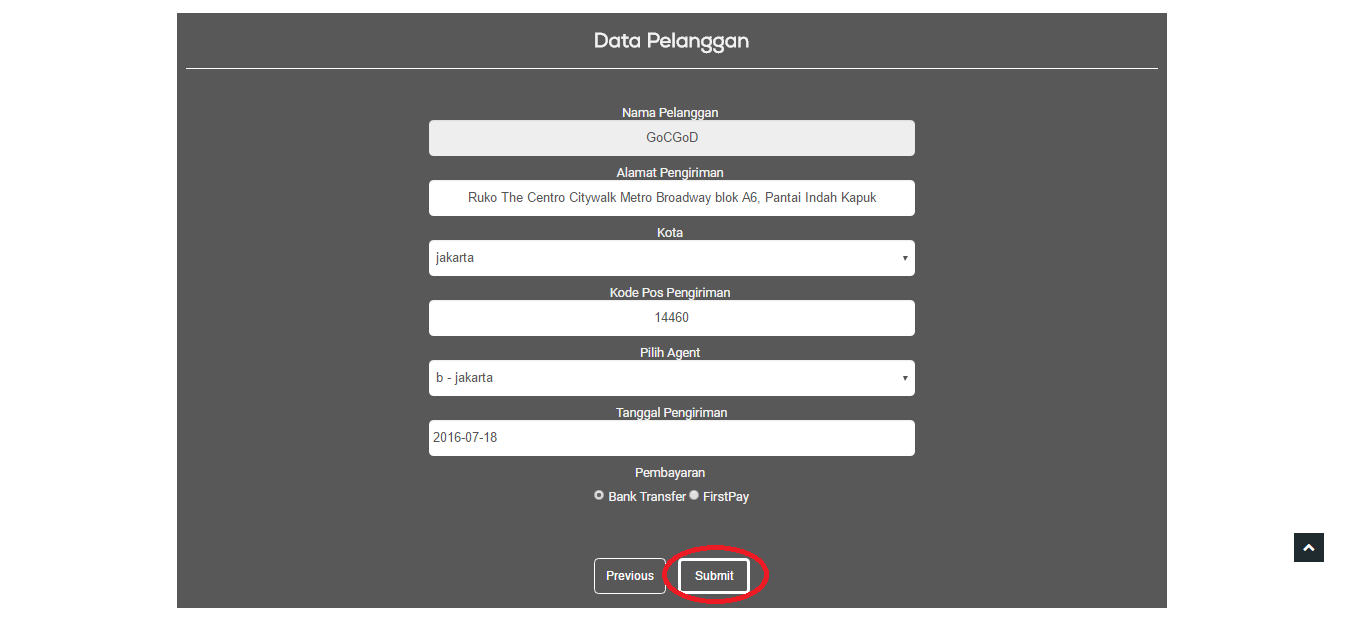 Data Pelanggan
Nama Pelanggan
GoCGoD
Alamat Pengiriman
Ruko The Centro Citywalk Metro Broadway blok A6, Pantai Indah Kapuk
Kota
jakarta
Kode Pos Pengiriman
14460
Pilih Agent
b - jakarta
Tanggal Pengiriman
2016-07-18
Pembayaran
Bank Transfer FirstPay
Previous Submit